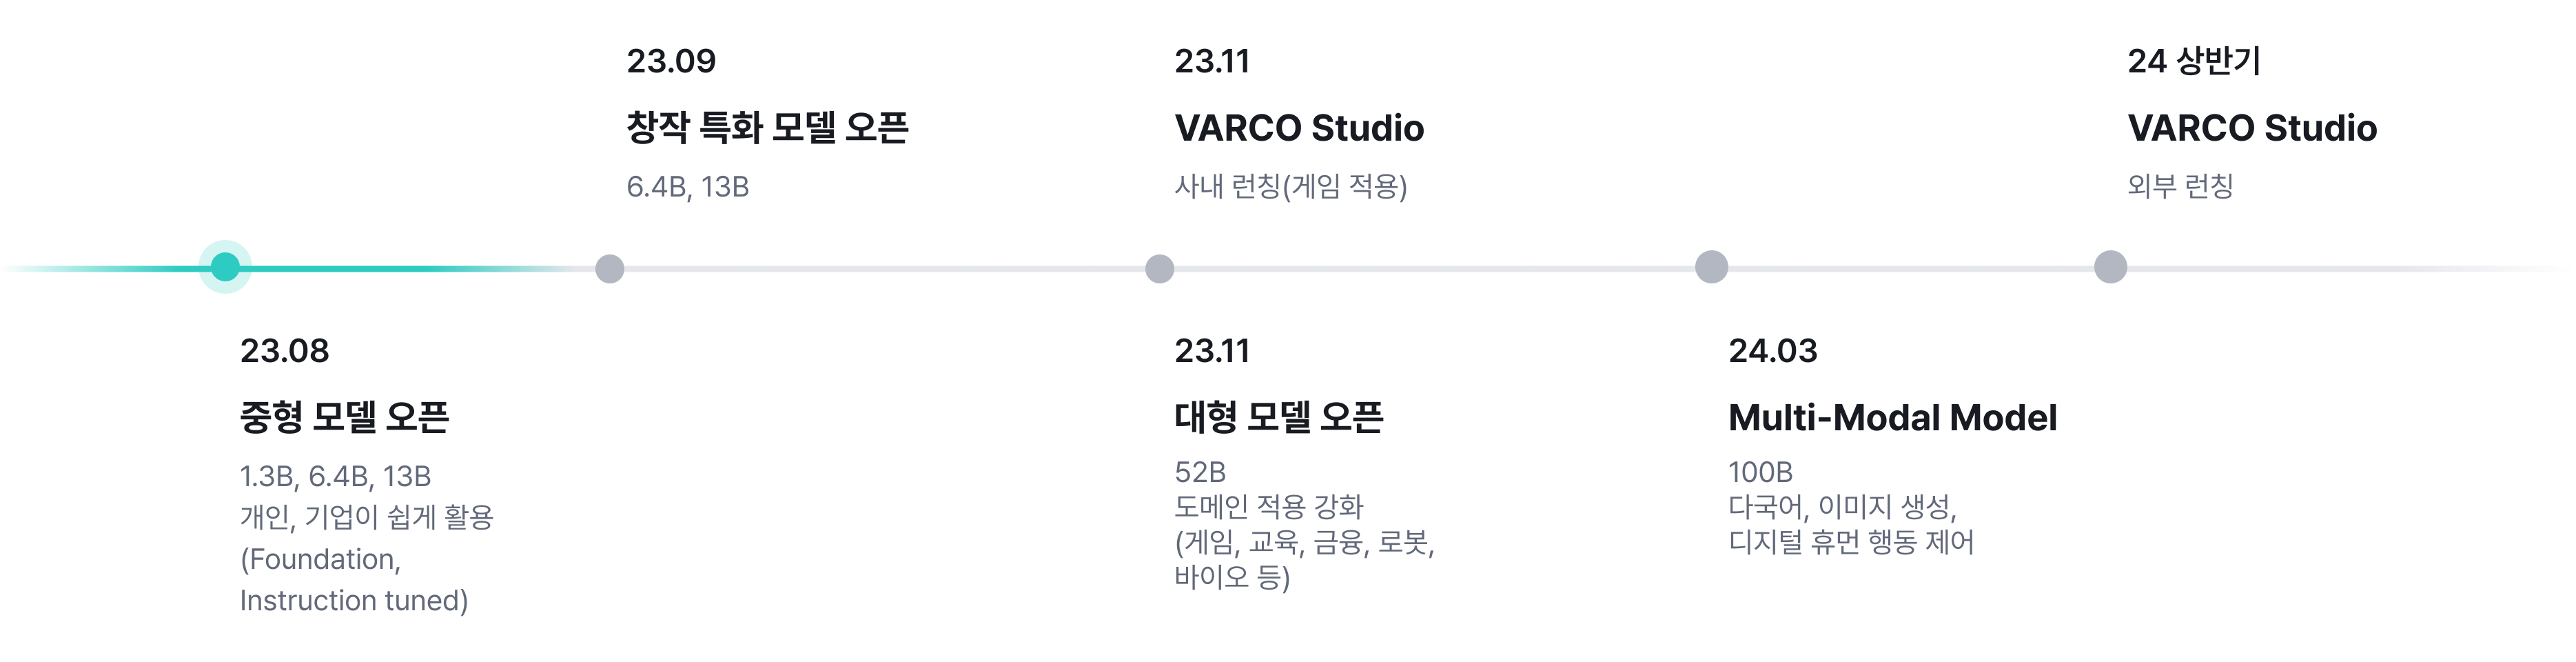 23.08
중형 모델 오픈
1.3B, 6.4B, 13B
개인, 기업이 쉽게 활용
(Foundation,
Instruction tuned)
23.09
창작 특화 모델 오픈
6.4B, 13B
23.11
VARCO Studio
사내 런칭(게임 적용)
23.11
대형 모델 오픈
52B
도메인 적용 강화
(게임, 교육, 금융, 로봇,
바이오 등)
24.03
Multi-Modal Model
100B
다국어, 이미지 생성,
디지털 휴먼 행동 제어
24 상반기
VARCO Studio
외부 런칭